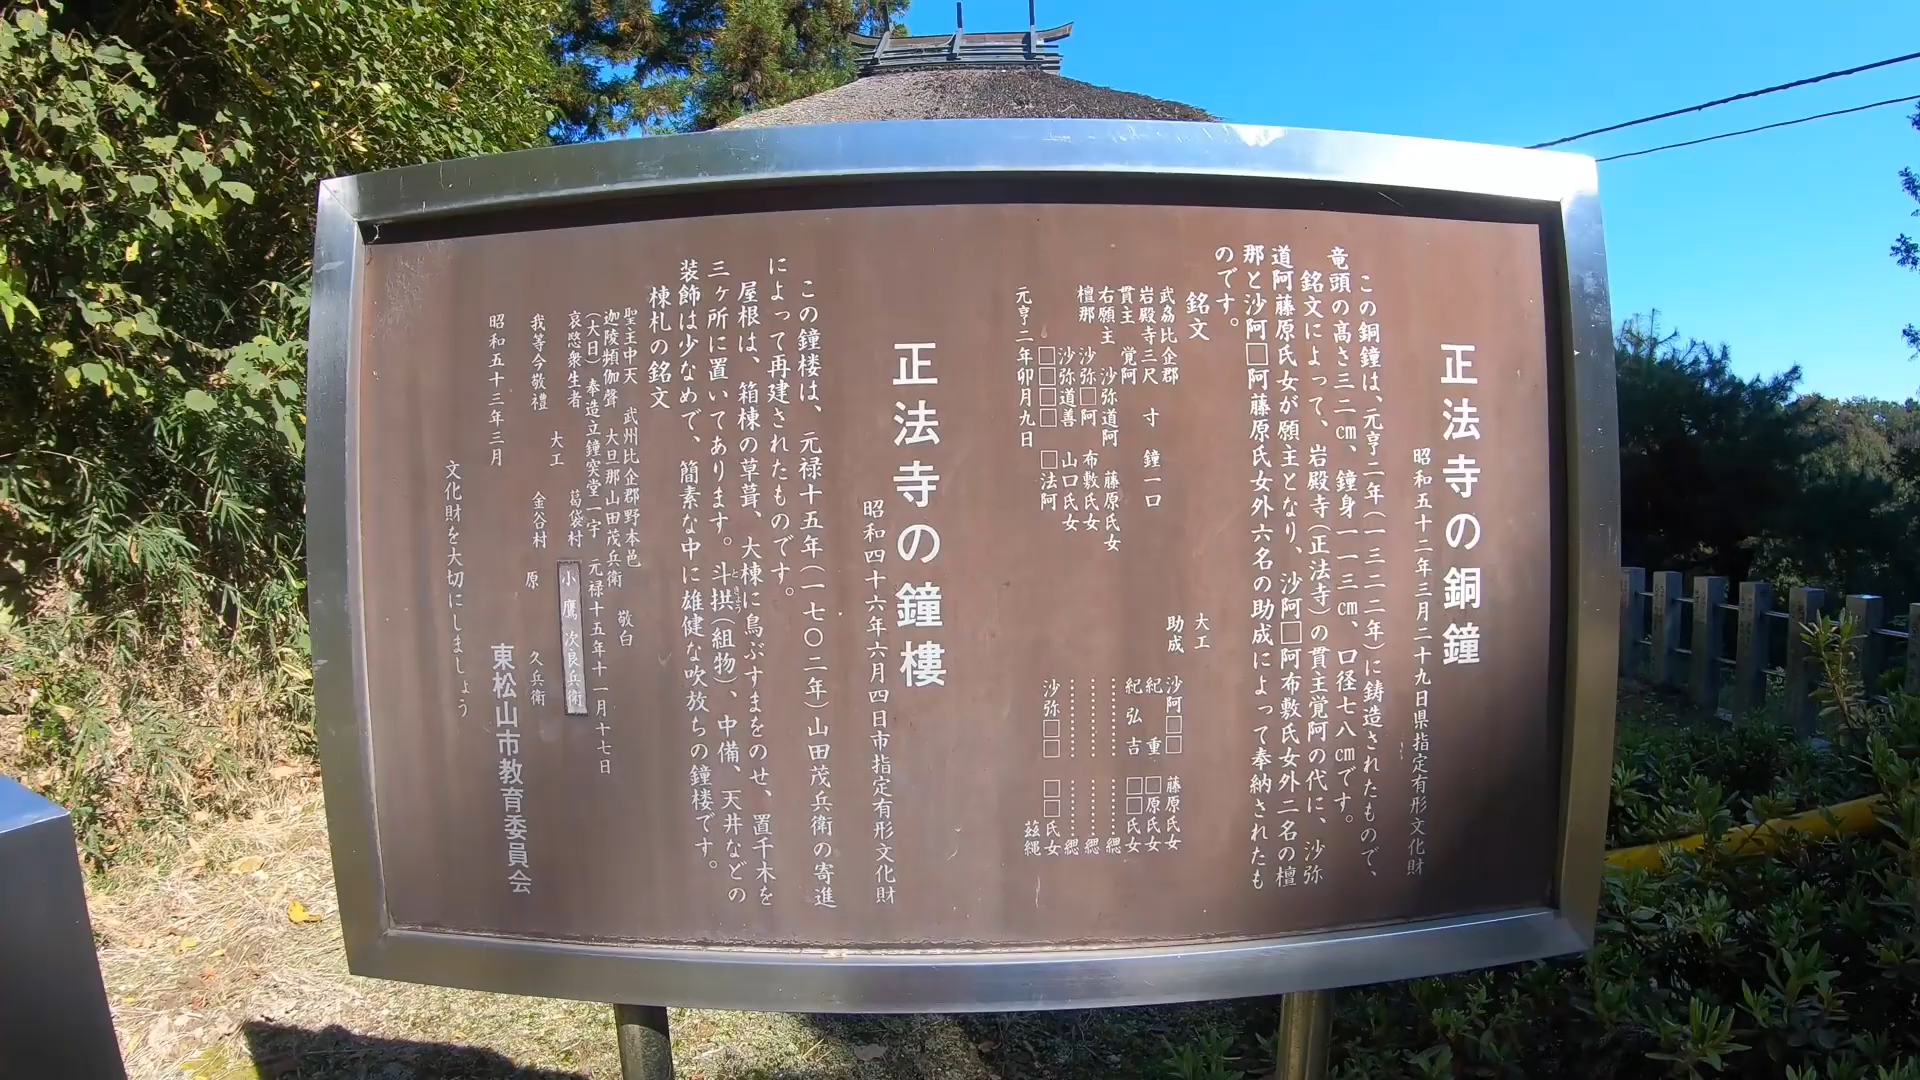 正法寺の銅鐘
昭和五十二年三月二十九日県指定有形文化財
この銅鐘は、元亨二年(一三二二年)に鋳造されたもので、
竜頭の高さ三二㎝、鐘身一一三㎝、口径七八㎝です。
銘文によって、岩殿寺(正法寺)の貫主覚阿の代に、沙弥
道阿藤原氏女が願主となり、沙阿□阿布敷氏女外二名の檀
那と沙阿□阿藤原氏女外六名の助成によって奉納されたも
のです。
銘文
武刕比企郡
岩殿寺三尺 寸 鐘一口
貫主 覚阿
右願主 沙弥道阿 藤原氏女
檀那 沙弥□阿 布敷氏女
沙弥道善 山口氏女
□□□□ □法阿
元亨二年卯月九日
大工
助成 沙阿□□ 藤原氏女
紀重 □原氏女
紀弘吉 □□氏女
………… ………緦
………… ………緦
………… ………緦
沙弥□□ □□氏女
茲縄
正法寺の鐘樓
昭和四十六年六月四日市指定有形文化財
この鐘楼は、元禄十五年(一七〇二年)山田茂兵衛の寄進
によって再建されたものです。
屋根は、箱棟の草葺、大棟に鳥ぶすまをのせ、置千木を
三ヶ所に置いてあります。斗拱(組物)、中備、天井などの
装飾は少なめで、簡素な中に雄健な吹放ちの鐘楼です。
ときょう
棟札の銘文
聖主中天 武州比企郡野本邑
迦陵頻伽聲 大旦那山田茂兵衛 敬白
(大日) 奉造立鐘突堂一宇 元禄十五年十一月十七日
哀愍衆生者 葛袋村 小鷹次良兵衛
大工
我等今敬禮 金谷村 原 久兵衛
昭和五十三年三月
東松山市教育委員会
文化財を大切にしましょう